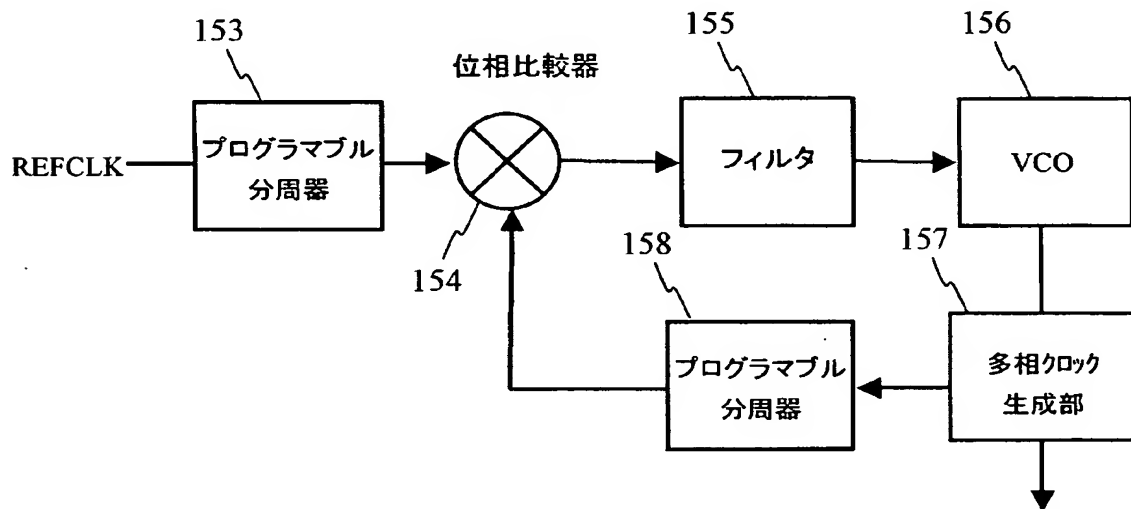 153
155
156
位相比較器
REFCLK
プログラマブル
分周器
フィルタ
VCO
154
158
157
プログラマブル
分周器
多相クロック
生成部